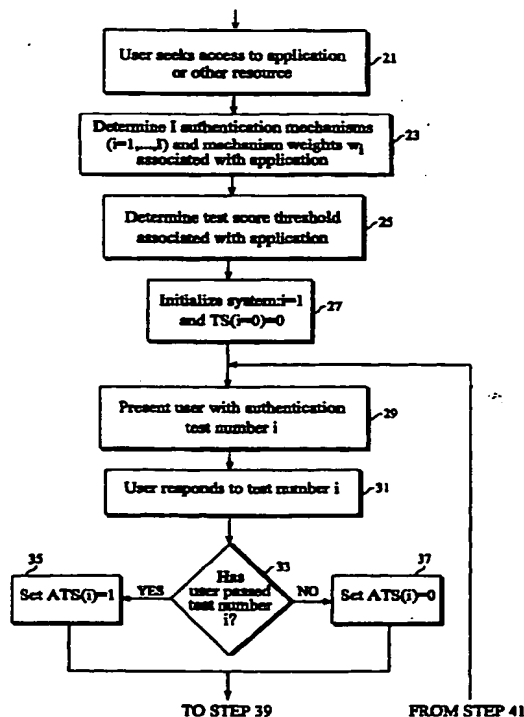 User seeks access to application
or other resource
21
Determine I authentication mechanisms
(i=1,...,I) and mechanism weights wi
associated with application
23
Determine test score threshold
associated with application
25
Initialize system:i=1
and TS(i=0)=0
27
Present user with authentication
test number i
29
User responds to test number i
31
Has
user passed
test number
i?
33
YES
NO
35
Set ATS(i)=1
37
Set ATS(i)=0
TO STEP 39
FROM STEP 41